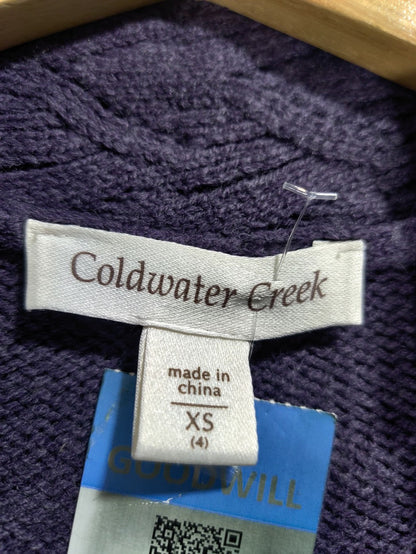 Coldwater Creek
made in
china
XS
(4)
GOODWILL